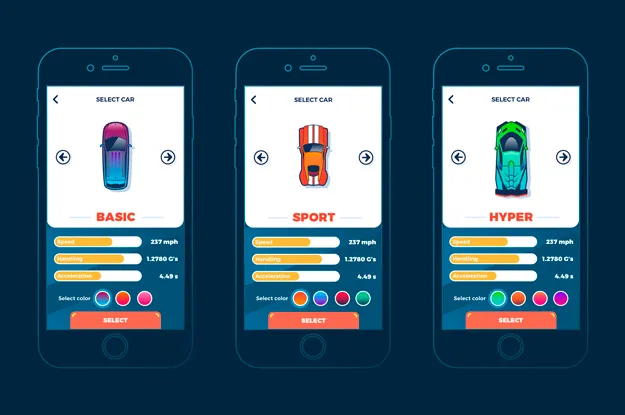 SELECT CAR
BASIC
Speed 237 mph
Handling 1.2780 G's
Acceleration 4.49 s
Select color
SELECT
SELECT CAR
SPORT
Speed 237 mph
Handling 1.2780 G's
Acceleration 4.49 s
Select color
SELECT
SELECT CAR
HYPER
Speed 237 mph
Handling 1.2780 G's
Acceleration 4.49 s
Select color
SELECT